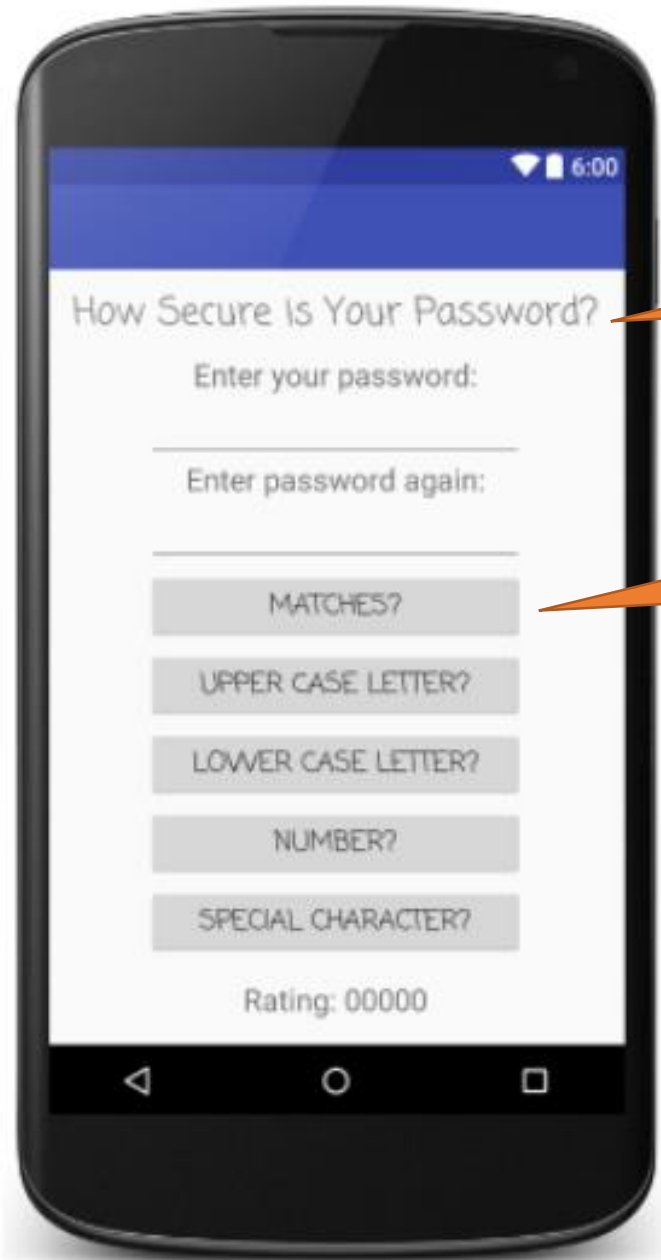 6:00
How Secure is Your Password?
Enter your password:
Enter password again:
MATCHES?
UPPER CASE LETTER?
LOWER CASE LETTER?
NUMBER?
SPECIAL CHARACTER?
Rating: 00000